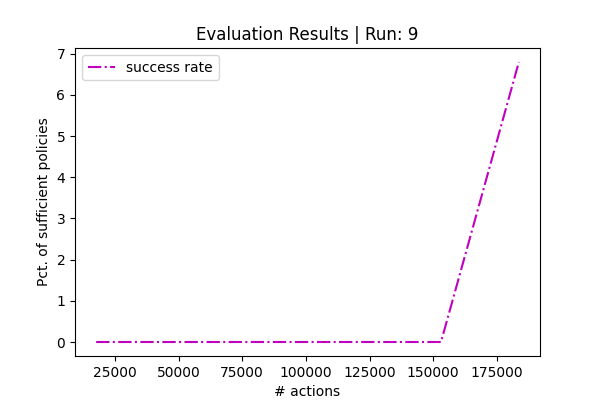 Evaluation Results | Run: 9
success rate
Pct. of sufficient policies
7
6
5
4
3
2
1
0
25000 50000 75000 100000 125000 150000 175000
# actions